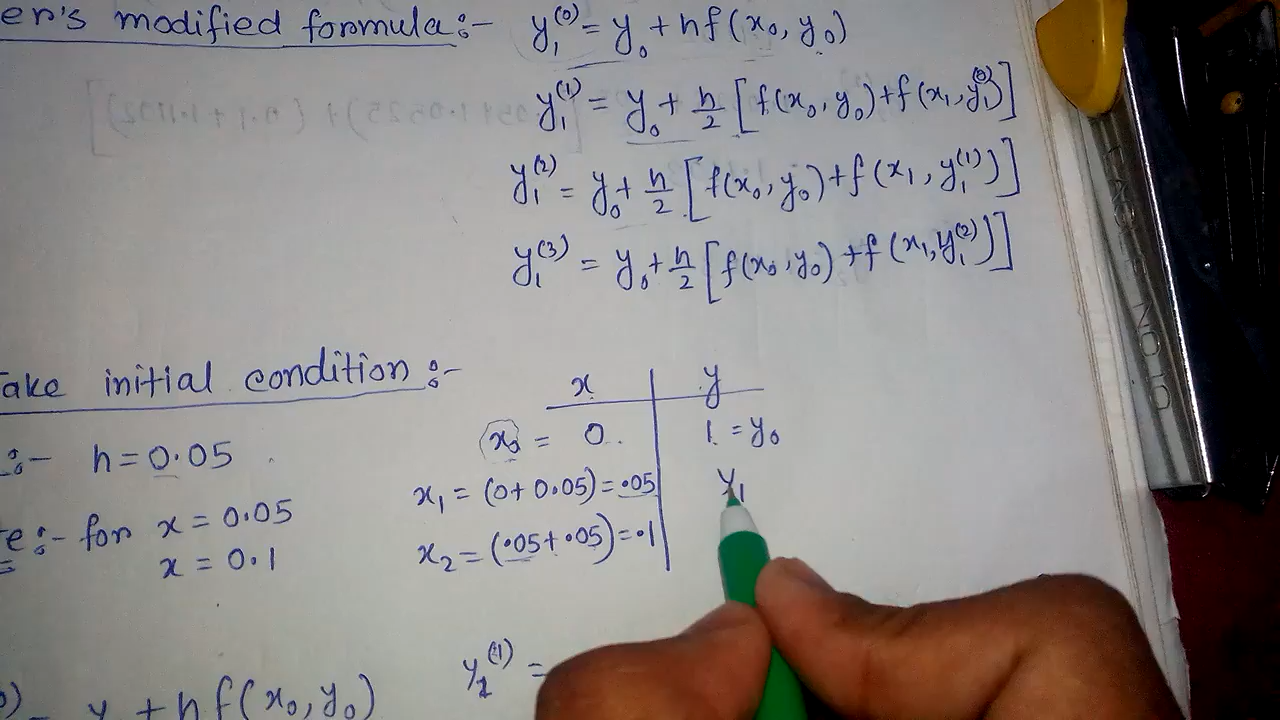 er's modified formula:- y₁⁽⁰⁾ = y₀ + hf(x₀, y₀)
y₁⁽¹⁾ = y₀ + h/2 [f(x₀, y₀) + f(x₁, y₁⁽⁰⁾)]
y₁⁽²⁾ = y₀ + h/2 [f(x₀, y₀) + f(x₁, y₁⁽¹⁾)]
y₁⁽³⁾ = y₀ + h/2 [f(x₀, y₀) + f(x₁, y₁⁽²⁾)]
ake initial condition :-
x | y
x₀ = 0 | 1 = y₀
:- h = 0.05
x₁ = (0 + 0.05) = .05 | y₁
e:- for x = 0.05
x₂ = (.05 + .05) = .1
x = 0.1
y₁⁽¹⁾ =
y + hf(x₀, y₀)